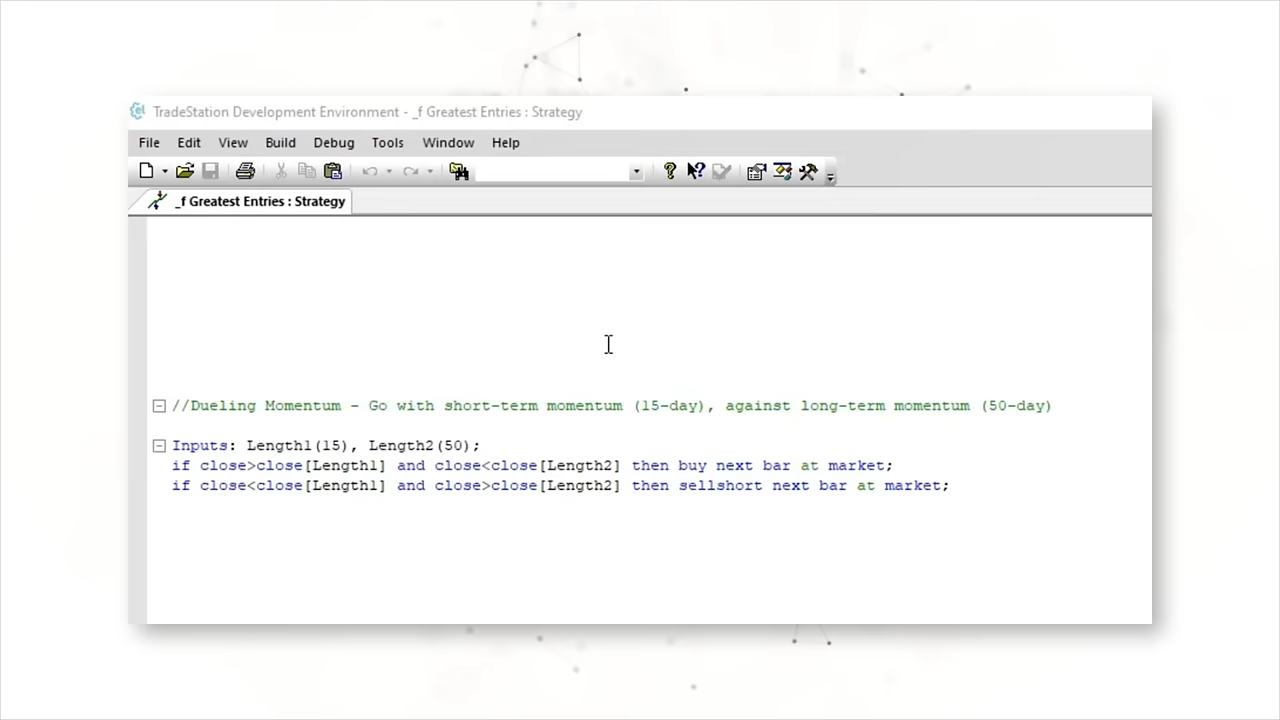 TradeStation Development Environment - _f Greatest Entries : Strategy
File Edit View Build Debug Tools Window Help
_f Greatest Entries : Strategy
//Dueling Momentum - Go with short-term momentum (15-day), against long-term momentum (50-day)
Inputs: Length1(15), Length2(50);
if close>close[Length1] and close<close[Length2] then buy next bar at market;
if close<close[Length1] and close>close[Length2] then sellshort next bar at market;